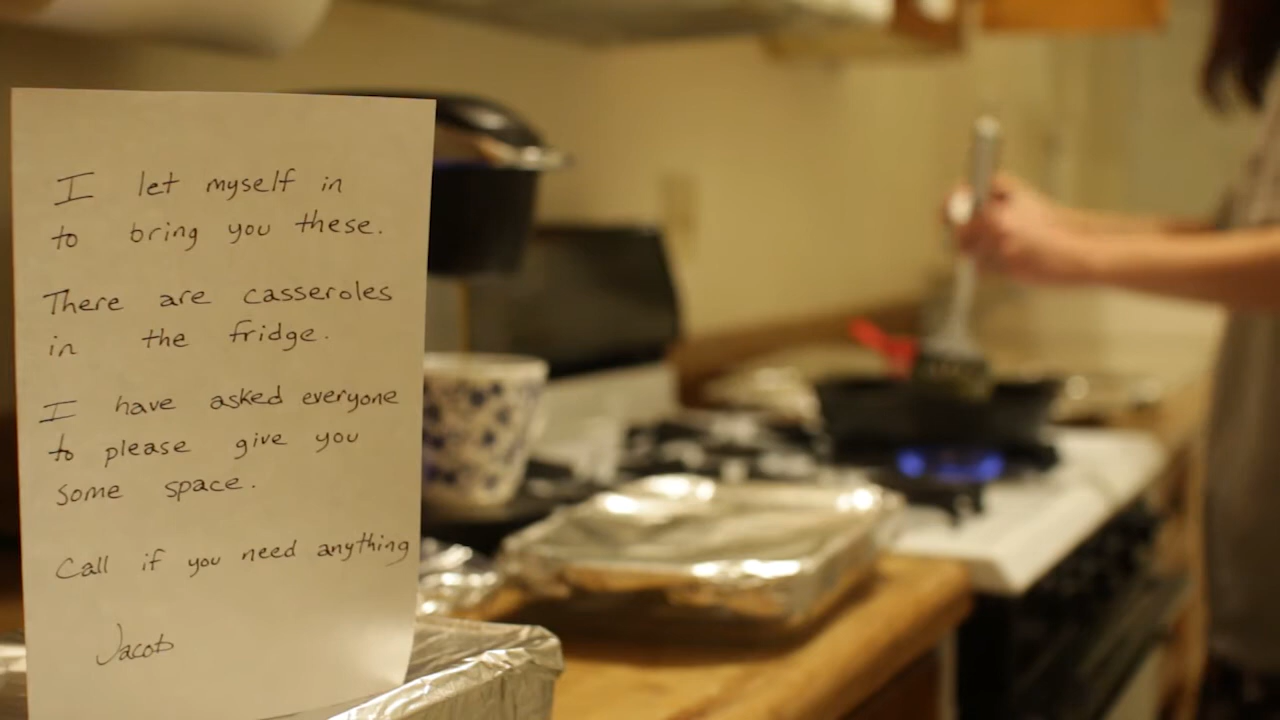 I let myself in
to bring you these.
There are casseroles
in the fridge.
I have asked everyone
to please give you
some space.
Call if you need anything
Jacob